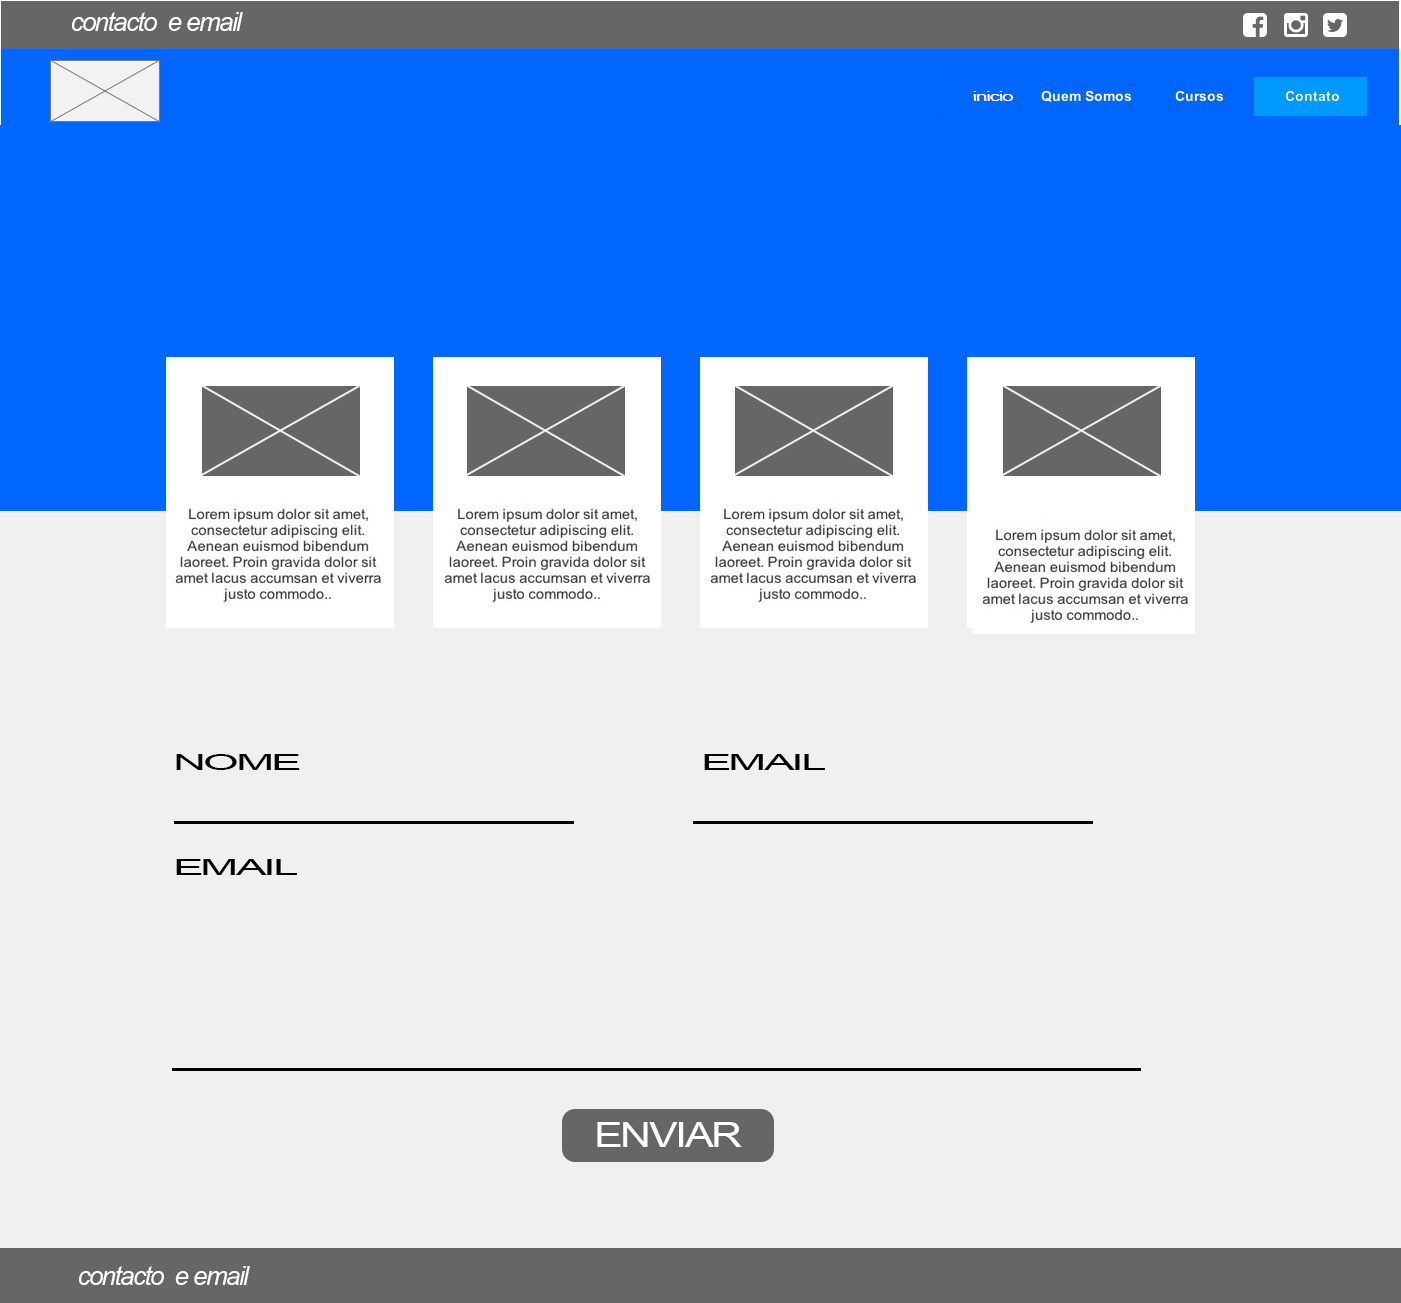 contacto e email
inicio Quem Somos Cursos Contato
Lorem ipsum dolor sit amet,
consectetur adipiscing elit.
Aenean euismod bibendum
laoreet. Proin gravida dolor sit
amet lacus accumsan et viverra
justo commodo..
Lorem ipsum dolor sit amet,
consectetur adipiscing elit.
Aenean euismod bibendum
laoreet. Proin gravida dolor sit
amet lacus accumsan et viverra
justo commodo..
Lorem ipsum dolor sit amet,
consectetur adipiscing elit.
Aenean euismod bibendum
laoreet. Proin gravida dolor sit
amet lacus accumsan et viverra
justo commodo..
Lorem ipsum dolor sit amet,
consectetur adipiscing elit.
Aenean euismod bibendum
laoreet. Proin gravida dolor sit
amet lacus accumsan et viverra
justo commodo..
NOME
EMAIL
EMAIL
ENVIAR
contacto e email